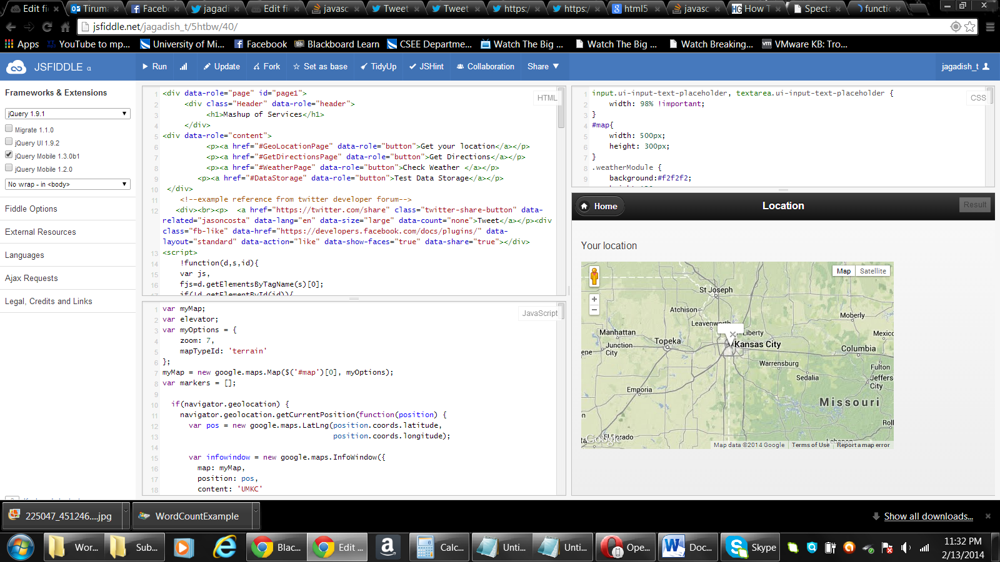 Edit fi
Tirum
Faceb
jagadi
Edit fi
javasc
Tweet
Tweet
https:/
https:/
html5
javasc
How T
Specta
functi
jsfiddle.net/jagadish_t/5htbw/40/
Apps
YouTube to mp...
University of Mi...
Facebook
Blackboard Learn
CSEE Departme...
Watch The Big ...
Watch The Big ...
Watch Breaking...
VMware KB: Tro...
JSFIDDLE α
Run
Update
Fork
Set as base
TidyUp
JSHint
Collaboration
Share
jagadish_t
Frameworks & Extensions
jQuery 1.9.1
Migrate 1.1.0
jQuery UI 1.9.2
jQuery Mobile 1.3.0b1
jQuery Mobile 1.2.0
No wrap - in <body>
Fiddle Options
External Resources
Languages
Ajax Requests
Legal, Credits and Links
HTML
1 <div data-role="page" id="page1">
2 <div class="Header" data-role="header">
3 <h1>Mashup of Services</h1>
4 </div>
5 <div data-role="content">
6 <p><a href="#GeoLocationPage" data-role="button">Get your location</a></p>
7 <p><a href="#GetDirectionsPage" data-role="button">Get Directions</a></p>
8 <p><a href="#WeatherPage" data-role="button">Check Weather </a></p>
9 <p><a href="#DataStorage" data-role="button">Test Data Storage</a></p>
10 </div>
11 <!--example reference from twitter developer forum-->
12 <div><br><p> <a href="https://twitter.com/share" class="twitter-share-button" data-
related="jasoncosta" data-lang="en" data-size="large" data-count="none">Tweet</a></p><div
class="fb-like" data-href="https://developers.facebook.com/docs/plugins/" data-
layout="standard" data-action="like" data-show-faces="true" data-share="true"></div>
13 <script>
14 !function(d,s,id){
15 var js,
16 fjs=d.getElementsByTagName(s)[0];
17 if(!d.getElementById(id)){
JavaScript
1 var myMap;
2 var elevator;
3 var myOptions = {
4 zoom: 7,
5 mapTypeId: 'terrain'
6 };
7 myMap = new google.maps.Map($('#map')[0], myOptions);
8 var markers = [];
9
10 if(navigator.geolocation) {
11 navigator.geolocation.getCurrentPosition(function(position) {
12 var pos = new google.maps.LatLng(position.coords.latitude,
13 position.coords.longitude);
14
15 var infowindow = new google.maps.InfoWindow({
16 map: myMap,
17 position: pos,
18 content: 'UMKC'
CSS
1 input.ui-input-text-placeholder, textarea.ui-input-text-placeholder {
2 width: 98% !important;
3 }
4 #map{
5 width: 500px;
6 height: 300px;
7 }
8 .weatherModule {
9 background:#f2f2f2;
Home
Location
Result
Your location
Map
Satellite
+
−
St Joseph
Atchison
Leavenworth
Liberty
Moberly
Manhattan
Mexic
Topeka
Kansas City
Junction
City
Columbia
ene
Warrensburg
Fulton
Sedalia
Jeffers
City
Emporia
Missouri
on
Roll
El Dorado
Lebanon
Google
Map data ©2014 Google
Terms of Use
Report a map error
225047_451246....jpg
WordCountExample
Show all downloads...
Wor...
Sub...
Blac...
Edit ...
a
Calc...
Unti...
Unti...
Ope...
Doc...
Skype
11:32 PM
2/13/2014